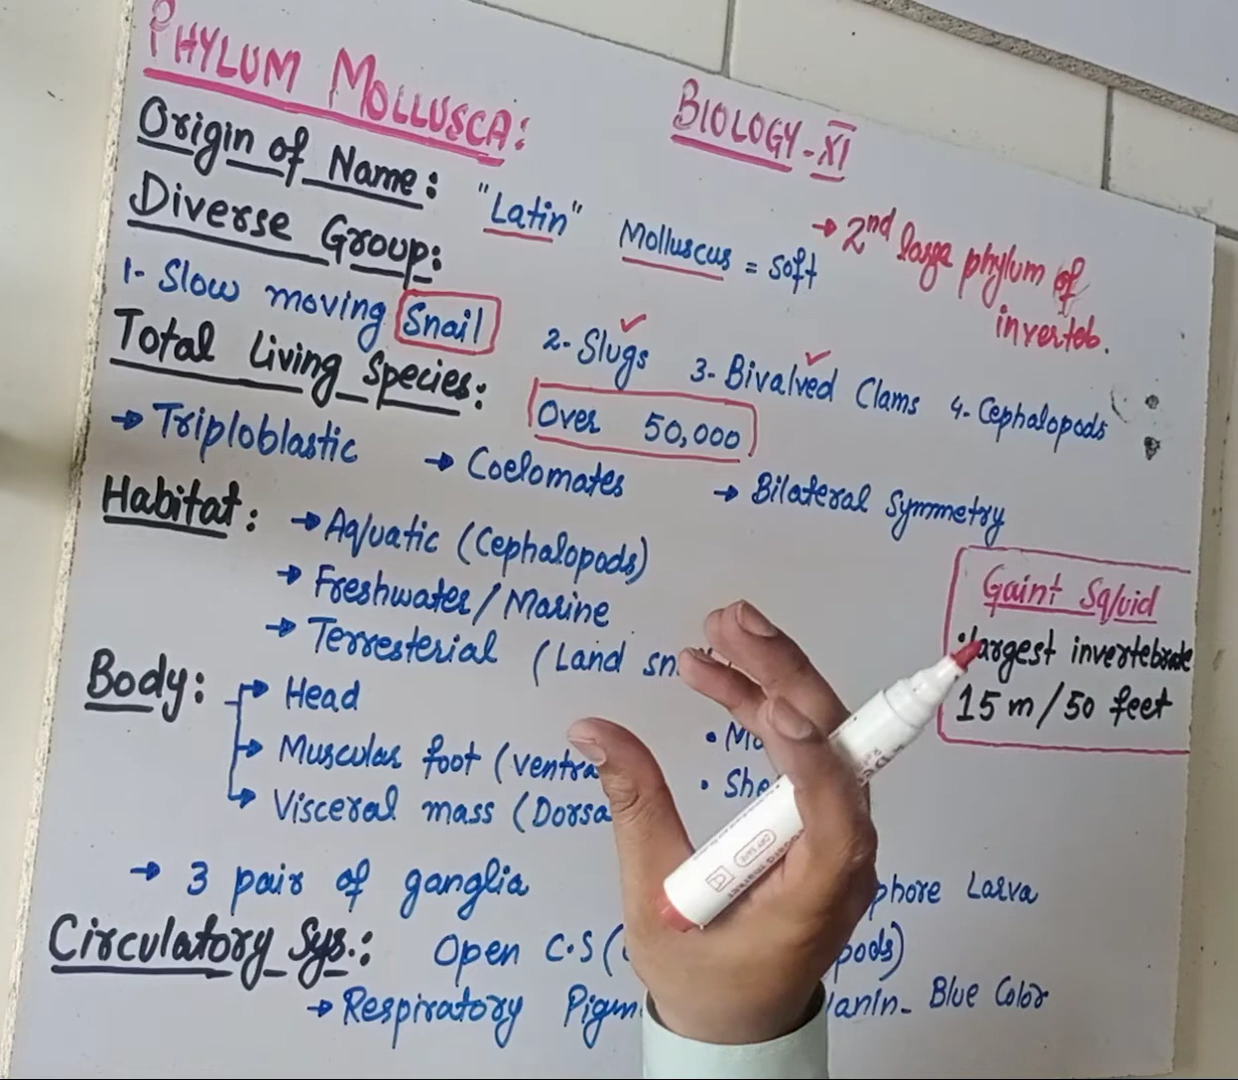 PHYLUM MOLLUSCA:
BIOLOGY-XI
Origin of Name: "Latin" Molluscus = Soft
→ 2nd large phylum of
inverteb.
Diverse Group:
1- Slow moving Snail 2- Slugs 3- Bivalved Clams 4- Cephalopods
Total Living Species: Over 50,000
→ Triploblastic → Coelomates → Bilateral Symmetry
Habitat: → Aquatic (Cephalopods)
→ Freshwater/Marine
→ Terresterial (Land
Gaint Squid
largest invertebrate
15 m/50 feet
Body: → Head
→ Muscular foot
→ Visceral mass
→ 3 pair of ganglia
Larva
Circulatory Sys.: Open C.S
→ Respiratory
Blue Color